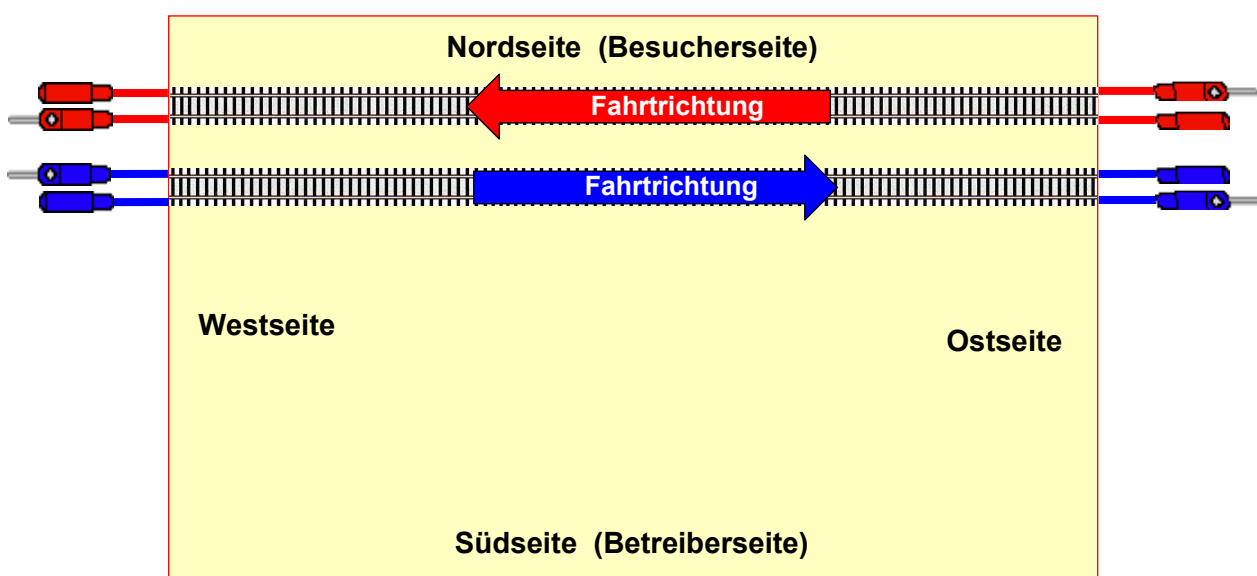 Nordseite (Besucherseite)
Fahrtrichtung
Fahrtrichtung
Westseite
Ostseite
Südseite (Betreiberseite)